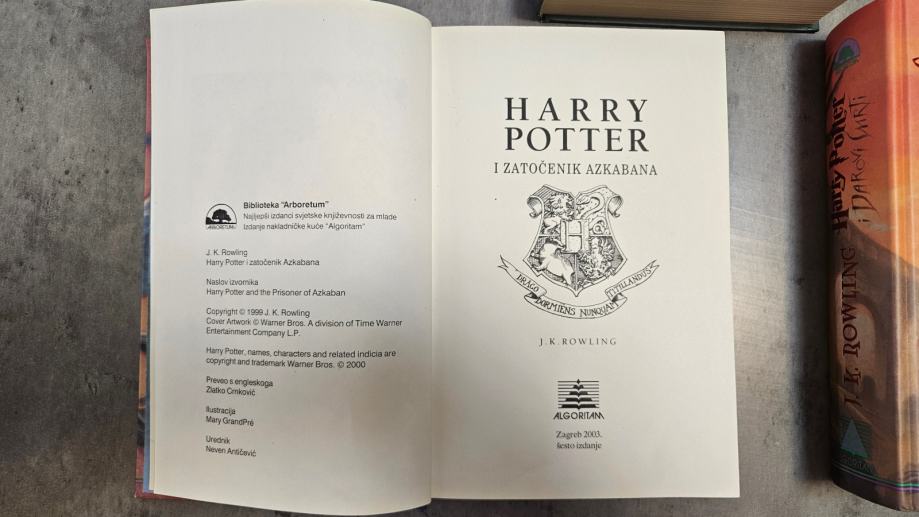 Biblioteka "Arboretum"
Najljepši izdanci svjetske književnosti za mlade
Izdanje nakladničke kuće "Algoritam"
ARBORETUM
J. K. Rowling
Harry Potter i zatočenik Azkabana
Naslov izvornika
Harry Potter and the Prisoner of Azkaban
Copyright © 1999 J. K. Rowling
Cover Artwork © Warner Bros. A division of Time Warner
Entertainment Company L.P.
Harry Potter, names, characters and related indicia are
copyright and trademark Warner Bros. © 2000
Preveo s engleskoga
Zlatko Crnković
Ilustracija
Mary GrandPré
Urednik
Neven Antičević
HARRY
POTTER
I ZATOČENIK AZKABANA
H
DRACO DORMIENS NUNQUAM TITILLANDUS
J. K. ROWLING
ALGORITAM
Zagreb 2003.
šesto izdanje
J. K. ROWLING
Harry Potter
i DAROVI SMRTI